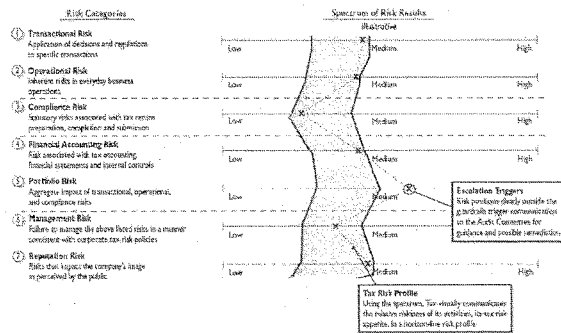 Risk Categories
Spectrum of Risk Results
Illustrative
1 Transactional Risk
Application of decisions and regulations
in specific transactions
Low Medium High
2 Operational Risk
Inherent risks in everyday business
operations
Low Medium High
3 Compliance Risk
Statutory risks associated with tax return
preparation, completion and submission
Low Medium High
4 Financial Accounting Risk
Risk associated with tax accounting
financial statements and internal controls
Low Medium High
5 Portfolio Risk
Aggregate impact of transactional, operational,
and compliance risks
Low Medium High
Escalation Triggers
Risk positions clearly outside the
guardrails trigger communication
to the Audit Committee for
guidance and possible remediation.
6 Management Risk
Failure to manage the above listed risks in a manner
consistent with corporate tax risk policies
Low Medium High
7 Reputation Risk
Risks that impact the company's image
as perceived by the public
Low Medium High
Tax Risk Profile
Using the spectrum, Tax visually communicates
the relative riskiness of its activities, its tax risk
appetite, in a risk profile.